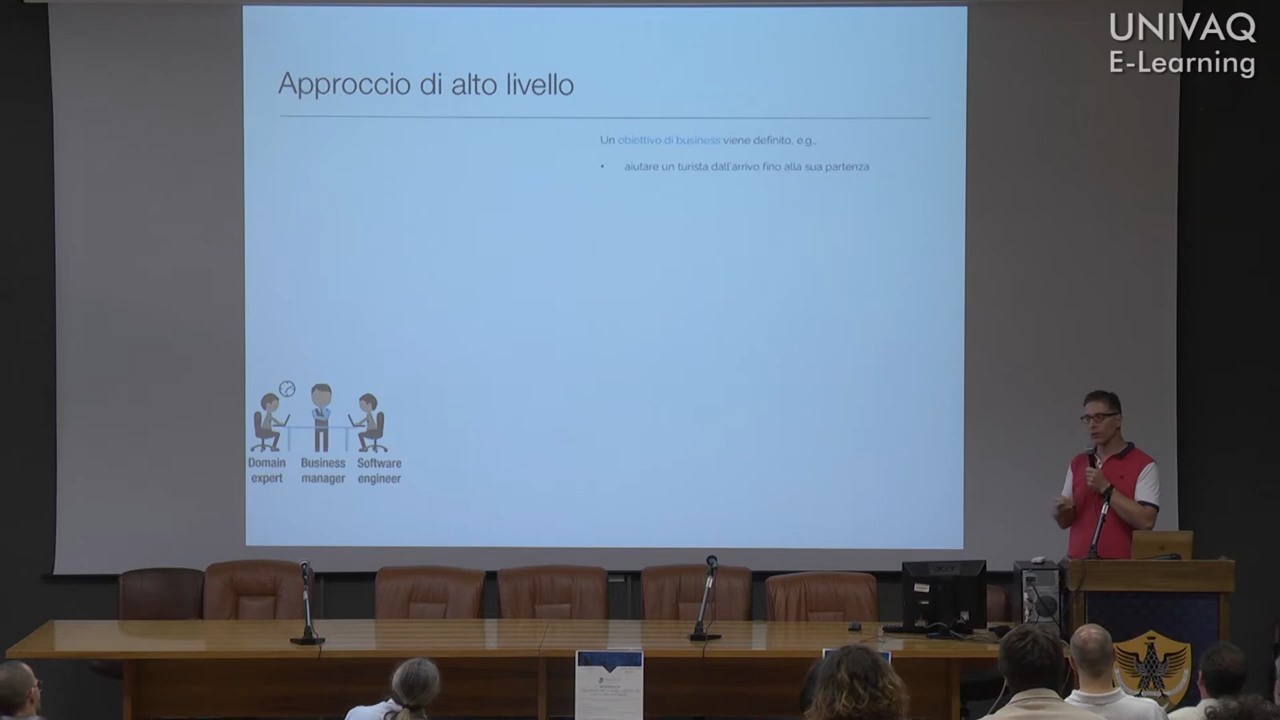 UNIVAQ
E-Learning
Approccio di alto livello
Un obiettivo di business viene definito, e.g.,
• aiutare un turista dall'arrivo fino alla sua partenza
Domain expert
Business manager
Software engineer
acer